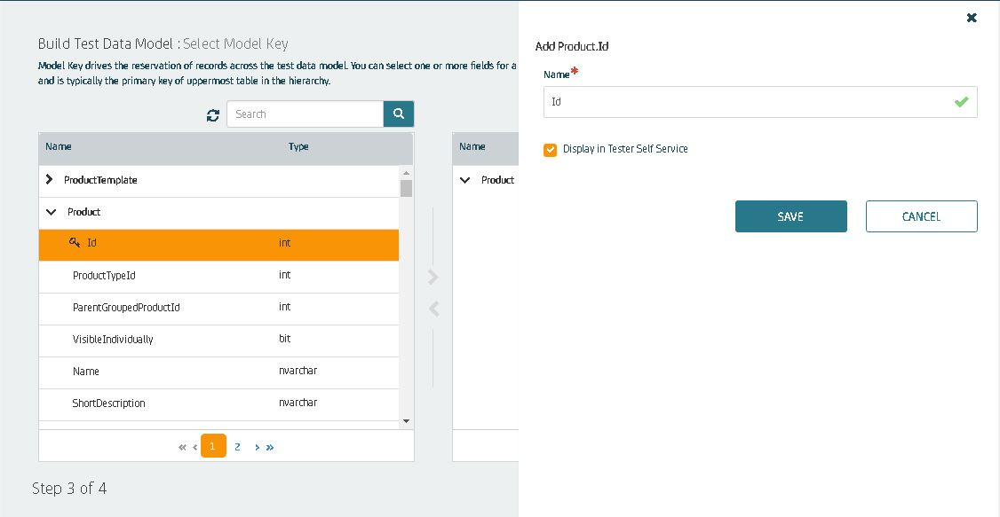 Build Test Data Model : Select Model Key
Model Key drives the reservation of records across the test data model. You can select one or more fields for a
and is typically the primary key of uppermost table in the hierarchy.
Search
Name Type
ProductTemplate
Product
Id int
ProductTypeId int
ParentGroupedProductId int
VisibleIndividually bit
Name nvarchar
ShortDescription nvarchar
« ‹ 1 2 › »
Step 3 of 4
Name
Product
Add Product.Id
Name*
Id
Display in Tester Self Service
SAVE CANCEL